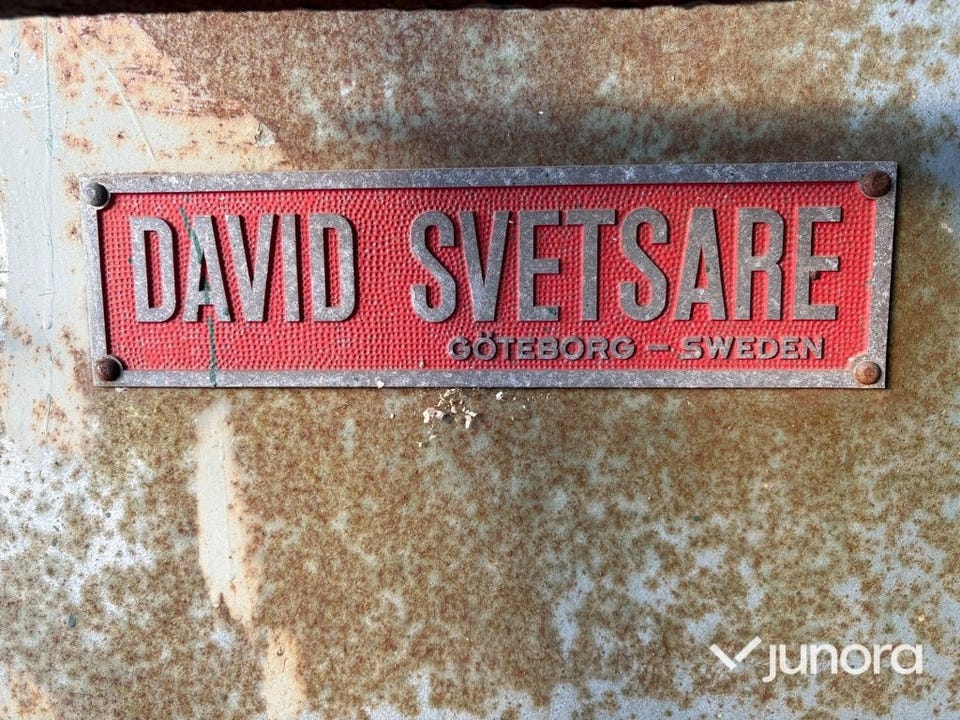 DAVID SVETSARE
GÖTEBORG – SWEDEN
junora